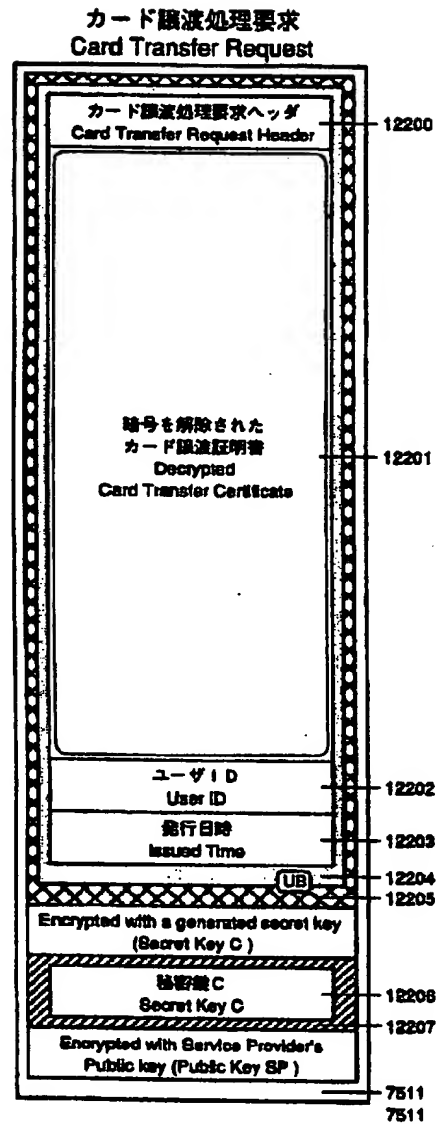 カード譲渡処理要求
Card Transfer Request
カード譲渡処理要求ヘッダ
Card Transfer Request Header
12200
暗号を解除された
カード譲渡証明書
Decrypted
Card Transfer Certificate
12201
ユーザID
User ID
12202
発行日時
Issued Time
12203
UB
12204
12205
Encrypted with a generated secret key
(Secret Key C)
秘密鍵C
Secret Key C
12206
12207
Encrypted with Service Provider's
Public key (Public Key SP)
7511
7511